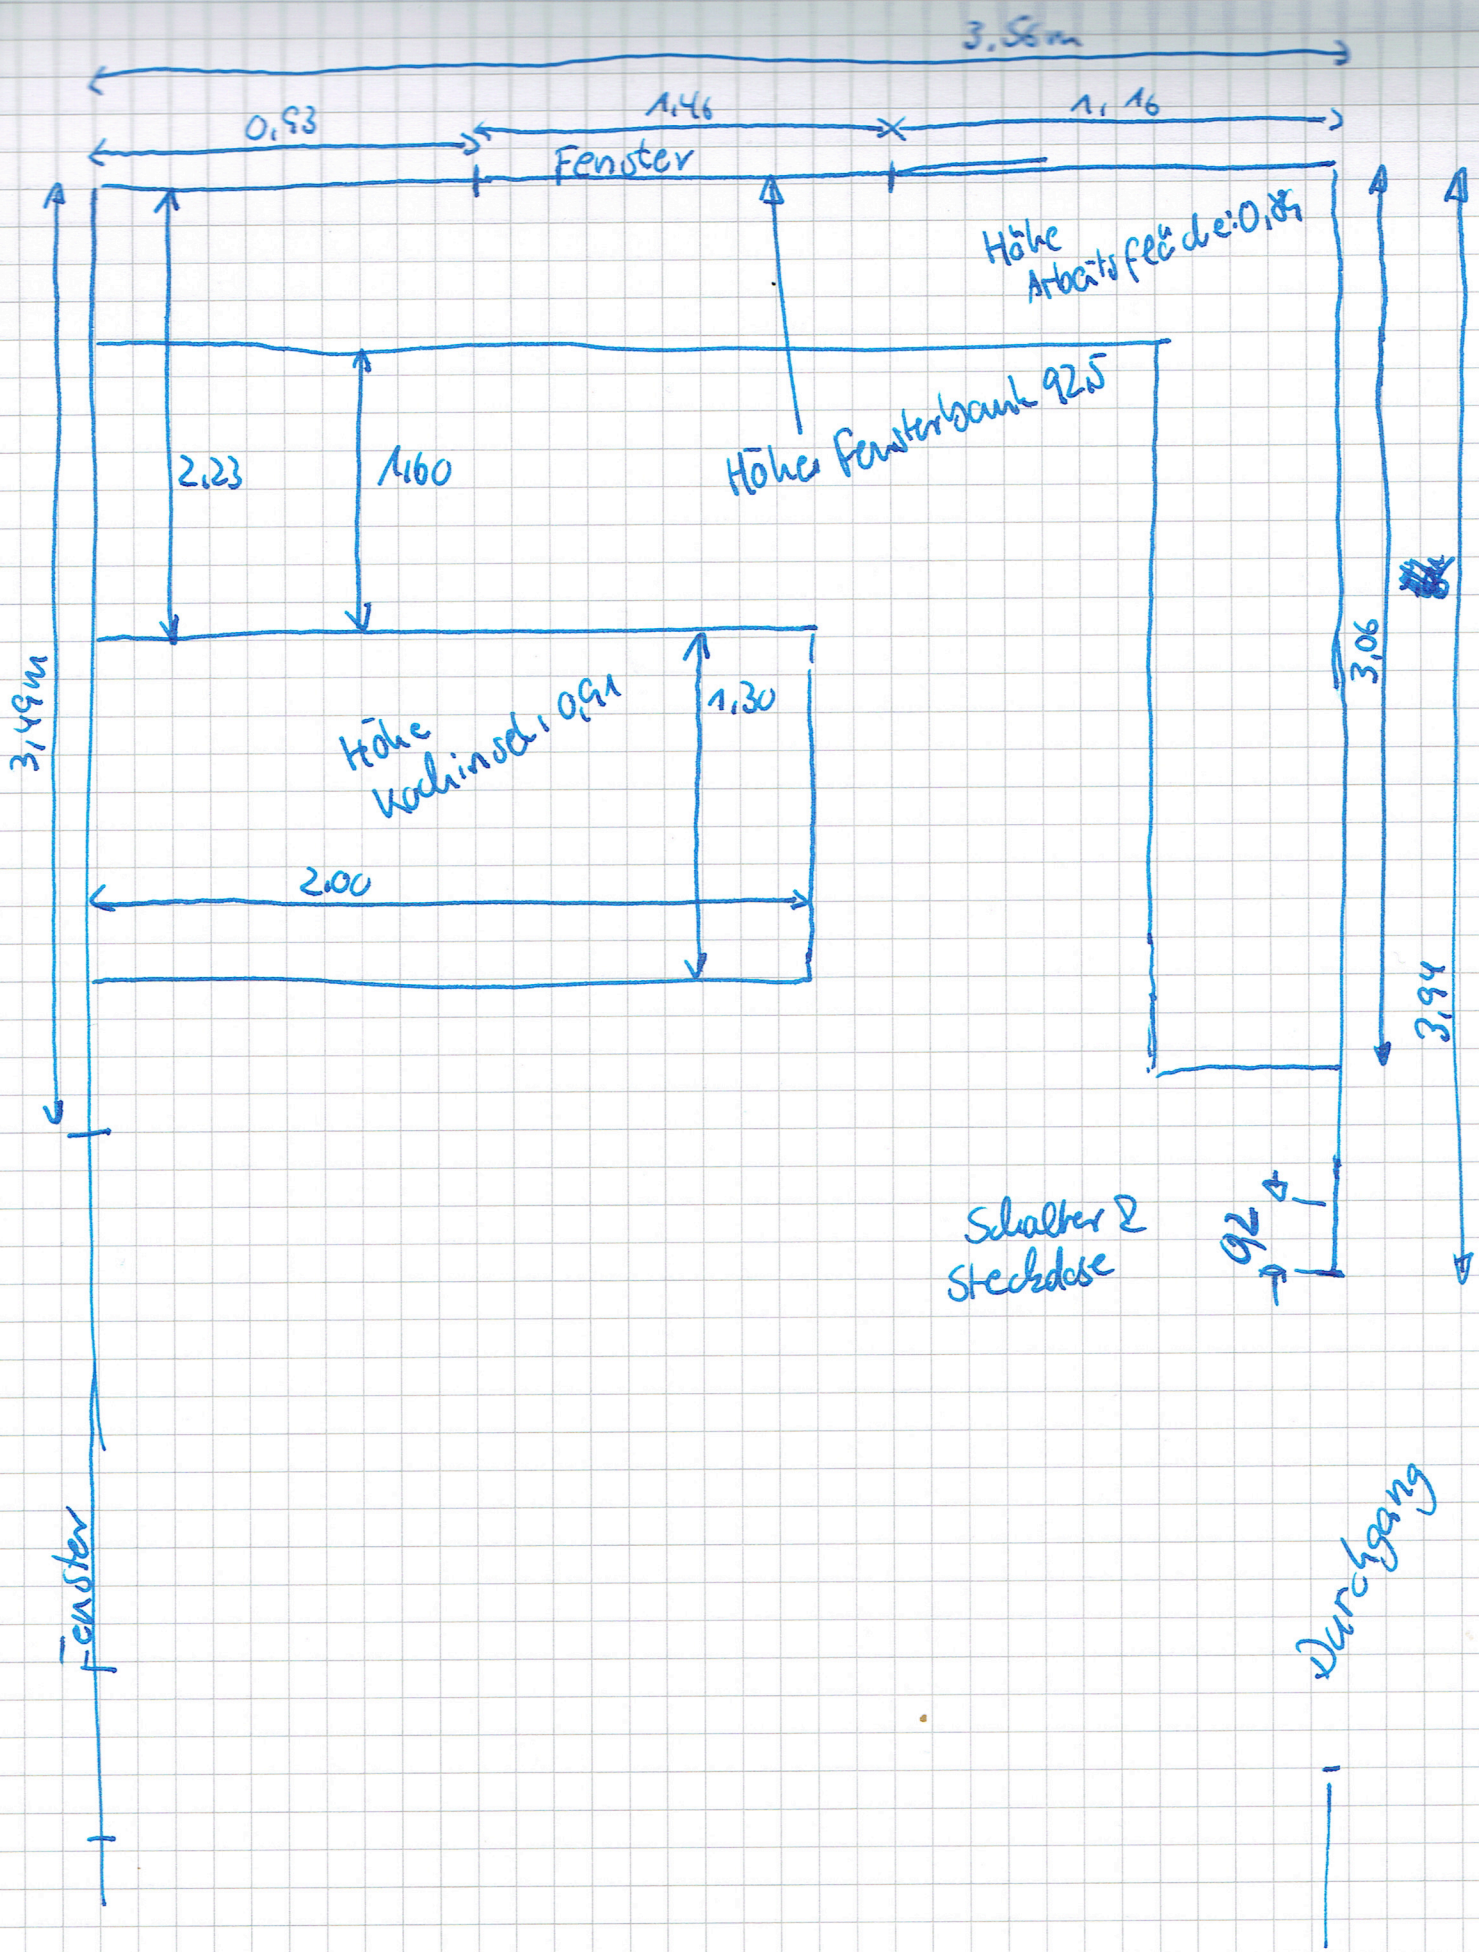 3,56m
0,93
1,46
1,16
Fenster
Höhe
Arbeitsfläche:0,84
2,23
1,60
Höhe Fensterbank 92,5
3,06
3,49m
Höhe
Kochinsel: 0,91
1,30
2,00
3,94
Schalter &
Steckdose
92
Durchgang
Fenster